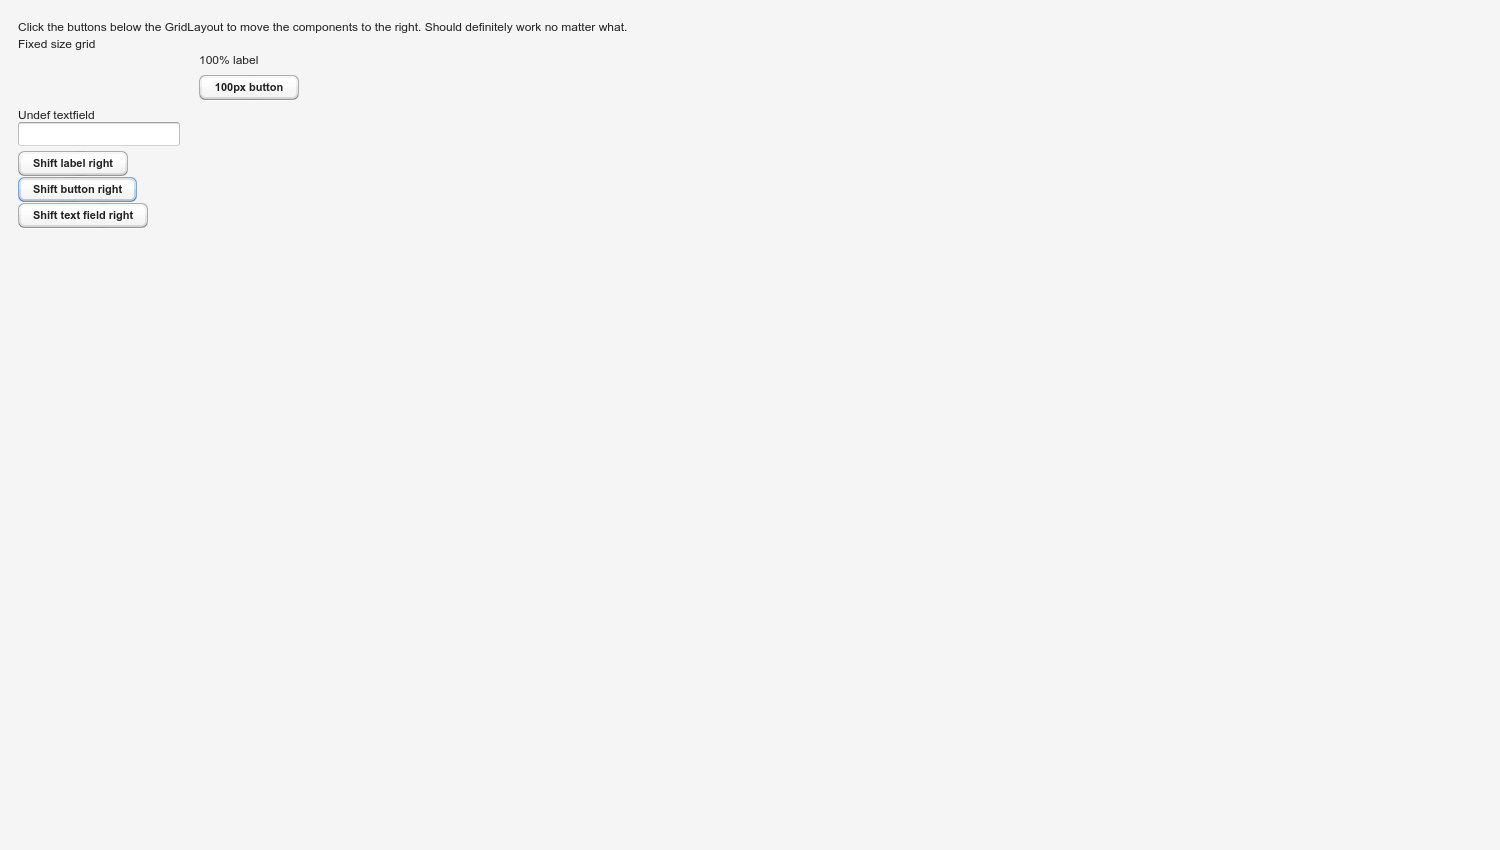 Click the buttons below the GridLayout to move the components to the right. Should definitely work no matter what.
Fixed size grid
100% label
100px button
Undef textfield
Shift label right
Shift button right
Shift text field right